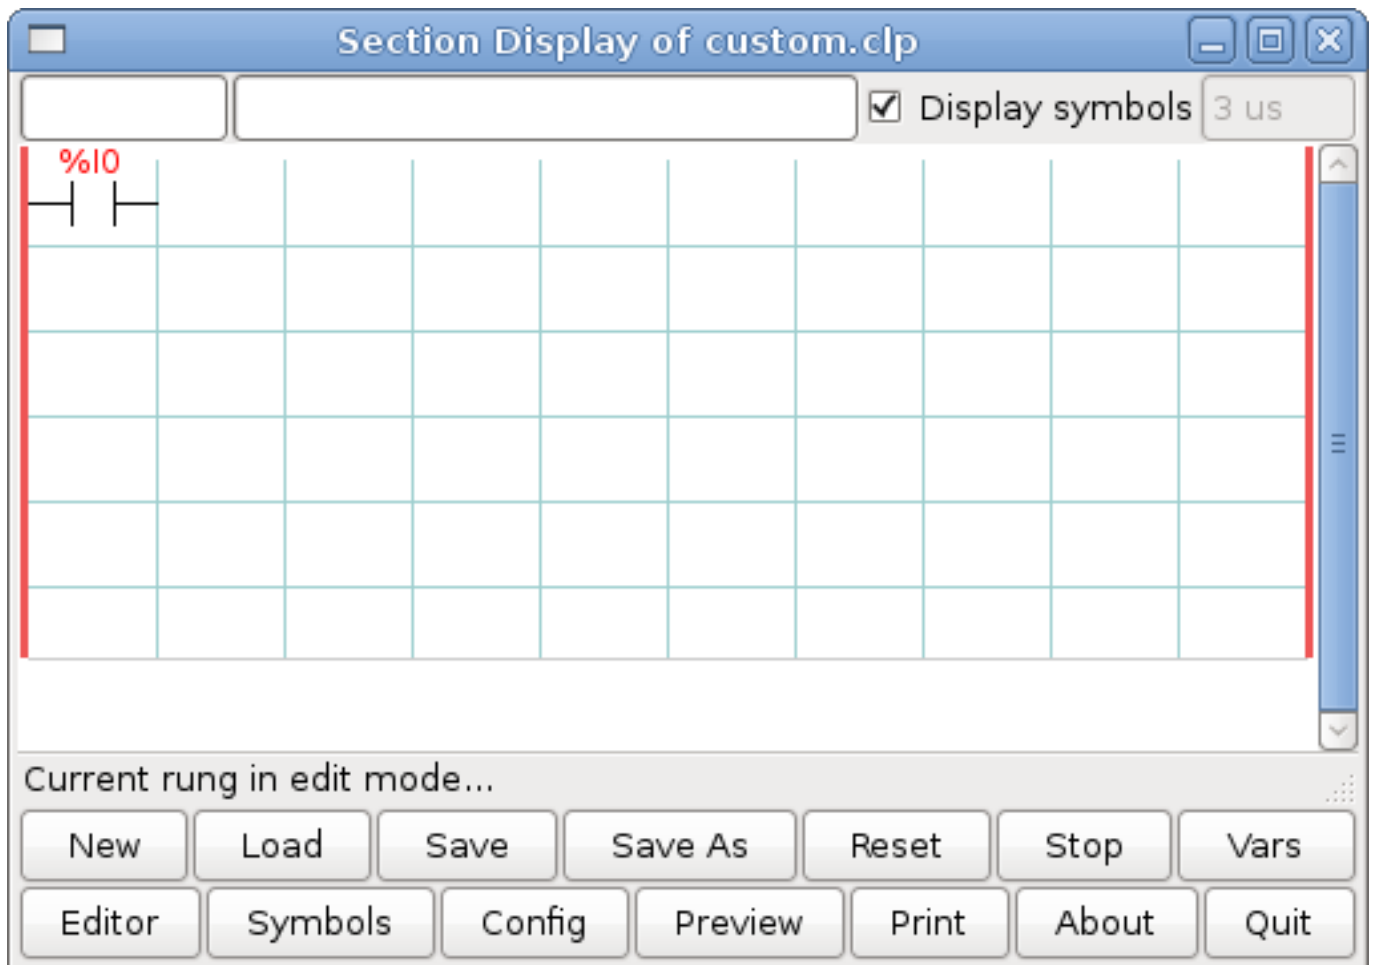 Section Display of custom.clp
Display symbols 3 us
%I0
Current rung in edit mode...
New Load Save Save As Reset Stop Vars
Editor Symbols Config Preview Print About Quit